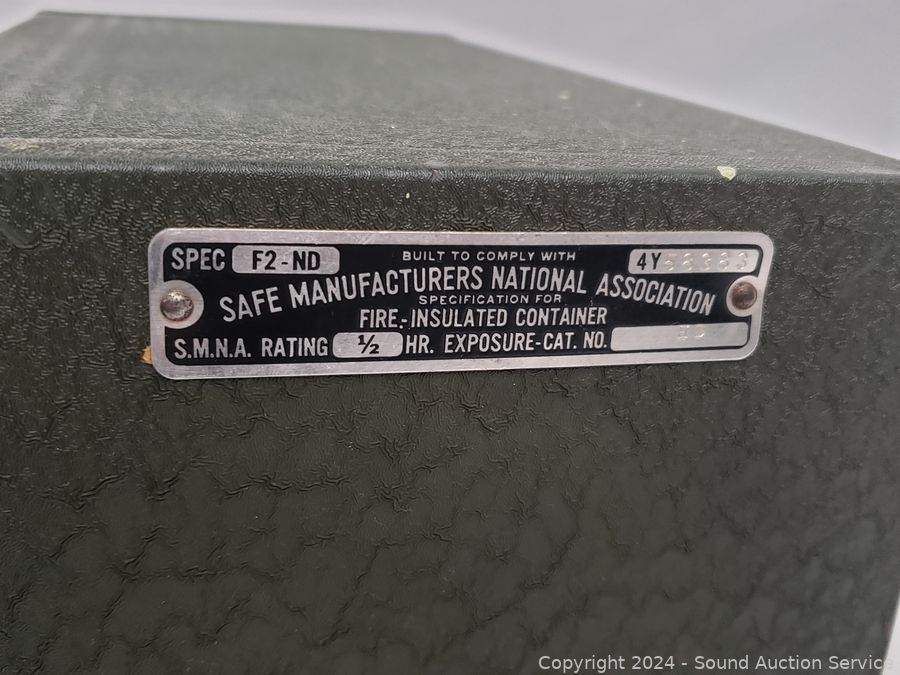 SPEC F2-ND BUILT TO COMPLY WITH 4Y
SAFE MANUFACTURERS NATIONAL ASSOCIATION
SPECIFICATION FOR
FIRE-INSULATED CONTAINER
S.M.N.A. RATING ½ HR. EXPOSURE-CAT. NO.
Copyright 2024 - Sound Auction Service